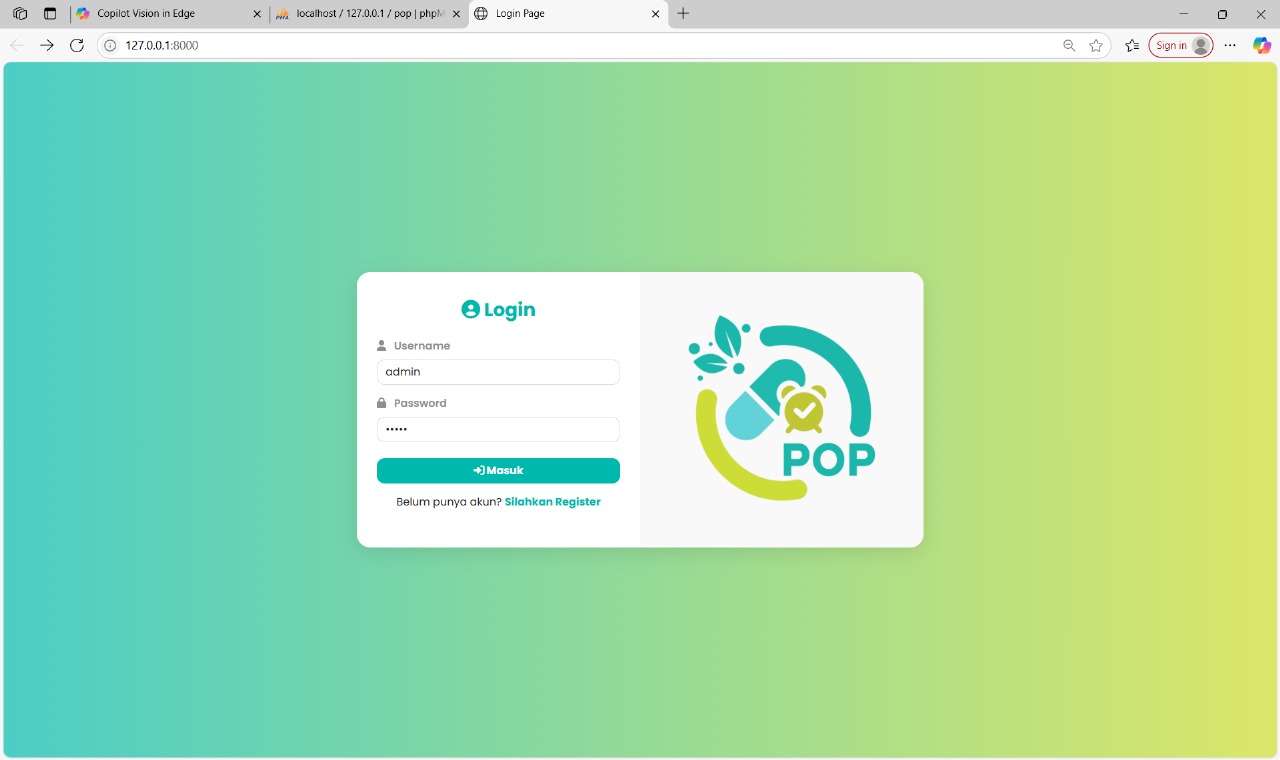 Copilot Vision in Edge
localhost / 127.0.0.1 / pop | phpM
Login Page
127.0.0.1:8000
Sign in
Login
Username
admin
Password
•••••
Masuk
Belum punya akun? Silahkan Register
POP